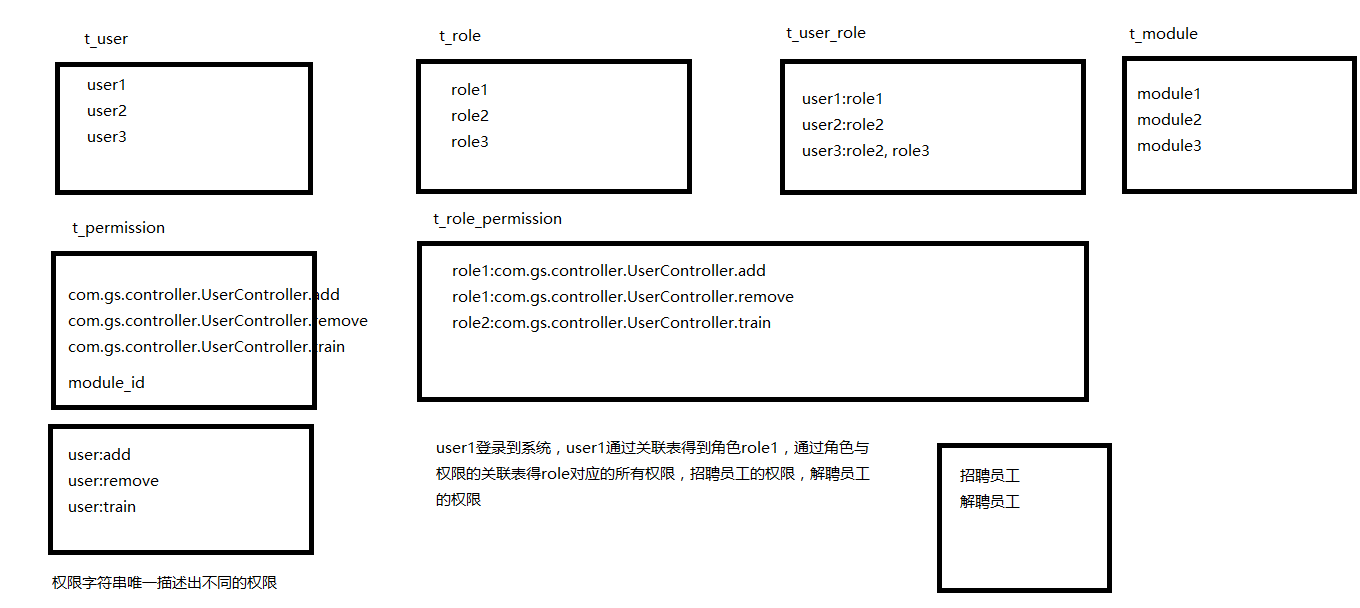 t_user
user1
user2
user3
t_role
role1
role2
role3
t_user_role
user1:role1
user2:role2
user3:role2, role3
t_module
module1
module2
module3
t_permission
com.gs.controller.UserController.add
com.gs.controller.UserController.remove
com.gs.controller.UserController.train
module_id
t_role_permission
role1:com.gs.controller.UserController.add
role1:com.gs.controller.UserController.remove
role2:com.gs.controller.UserController.train
user:add
user:remove
user:train
权限字符串唯一描述出不同的权限
user1登录到系统，user1通过关联表得到角色role1，通过角色与
权限的关联表得role对应的所有权限，招聘员工的权限，解聘员工
的权限
招聘员工
解聘员工